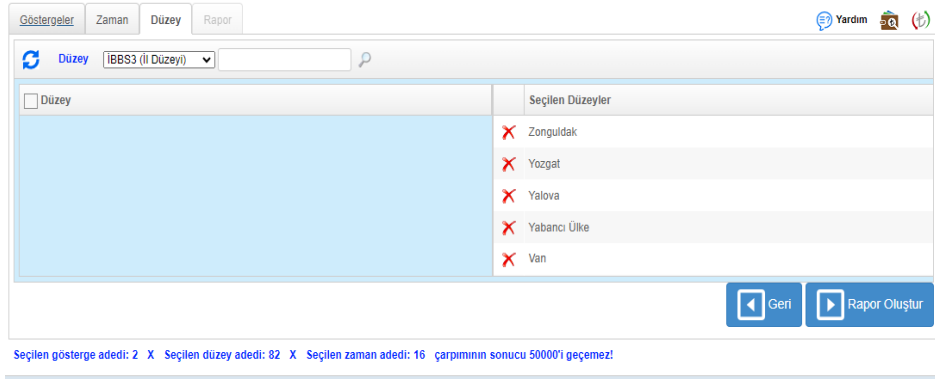 Göstergeler Zaman Düzey Rapor Yardım
Düzey İBBS3 (İl Düzeyi)
Düzey Seçilen Düzeyler
Zonguldak
Yozgat
Yalova
Yabancı Ülke
Van
Geri Rapor Oluştur
Seçilen gösterge adedi: 2 X Seçilen düzey adedi: 82 X Seçilen zaman adedi: 16 çarpımının sonucu 50000'i geçemez!